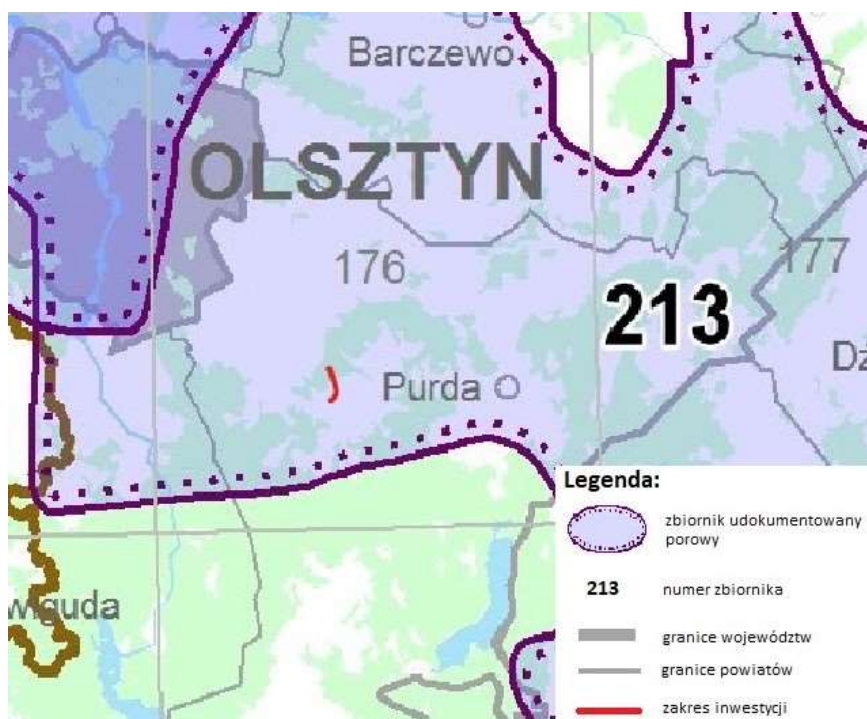 Barczewo
OLSZTYN
176
177
213
Purda
Dź
wiguda
Legenda:
zbiornik udokumentowany
porowy
213 numer zbiornika
granice województw
granice powiatów
zakres inwestycji